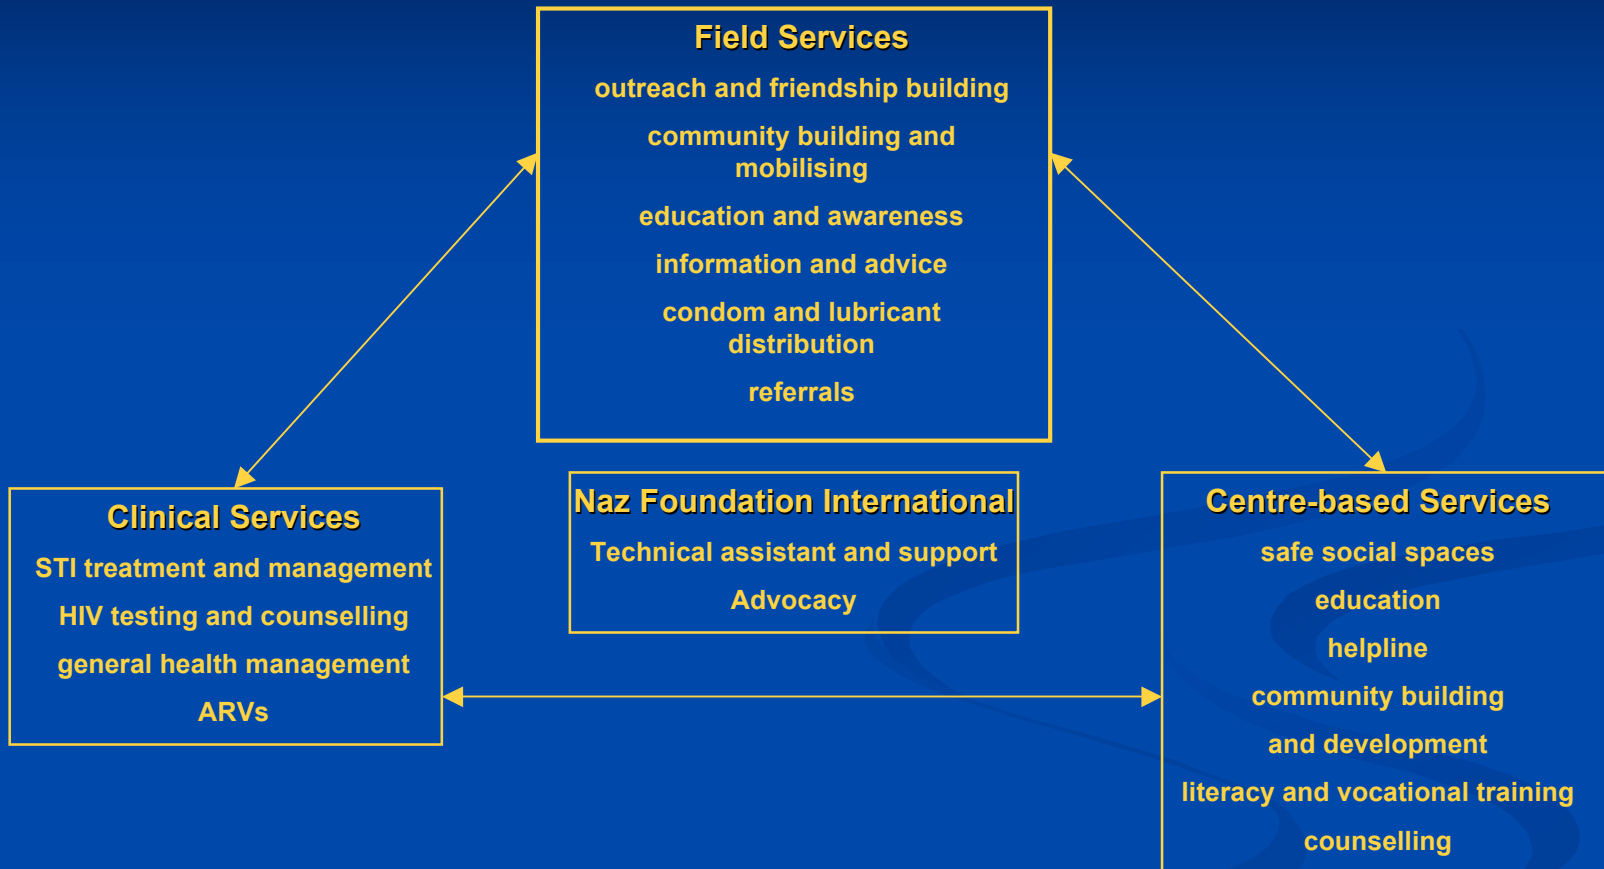 Field Services
outreach and friendship building
community building and
mobilising
education and awareness
information and advice
condom and lubricant
distribution
referrals
Clinical Services
STI treatment and management
HIV testing and counselling
general health management
ARVs
Naz Foundation International
Technical assistant and support
Advocacy
Centre-based Services
safe social spaces
education
helpline
community building
and development
literacy and vocational training
counselling